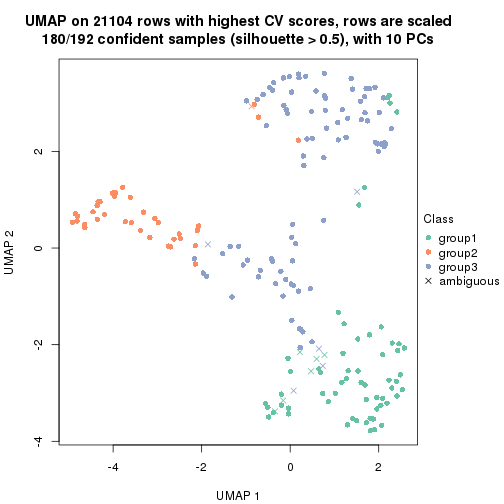 UMAP on 21104 rows with highest CV scores, rows are scaled
180/192 confident samples (silhouette > 0.5), with 10 PCs
2
0
-2
-4
UMAP 2
-4
-2
0
2
UMAP 1
Class
group1
group2
group3
ambiguous